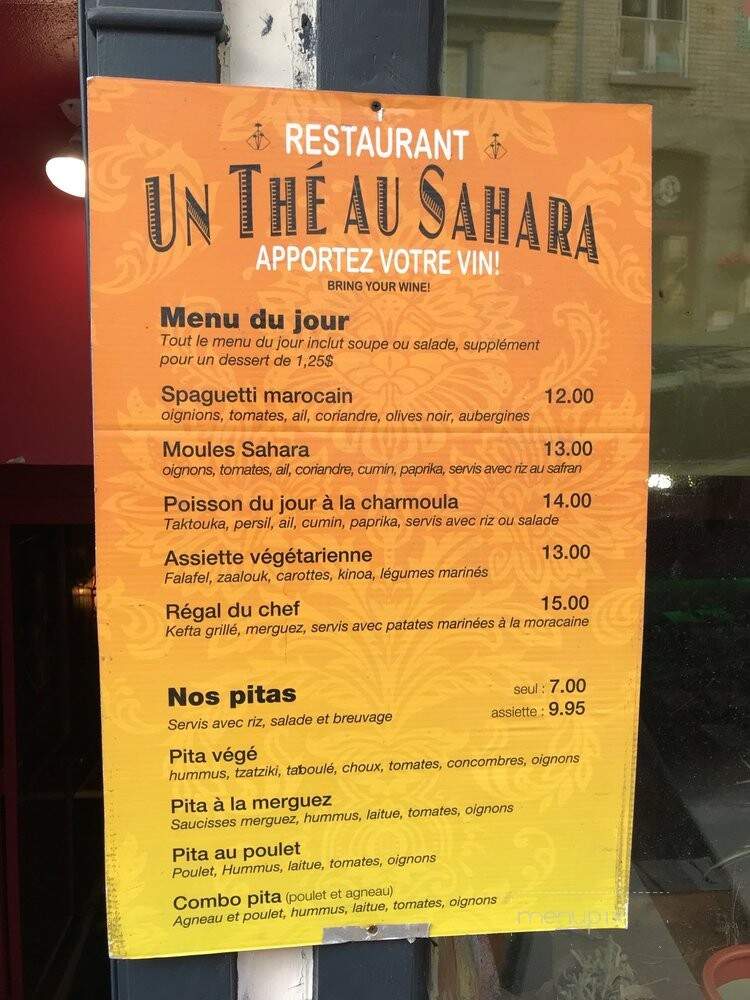 RESTAURANT
UN THÉ AU SAHARA
APPORTEZ VOTRE VIN!
BRING YOUR WINE!
Menu du jour
Tout le menu du jour inclut soupe ou salade, supplément
pour un dessert de 1,25$
Spaguetti marocain 12.00
oignions, tomates, ail, coriandre, olives noir, aubergines
Moules Sahara 13.00
oignons, tomates, ail, coriandre, cumin, paprika, servis avec riz au safran
Poisson du jour à la charmoula 14.00
Taktouka, persil, ail, cumin, paprika, servis avec riz ou salade
Assiette végétarienne 13.00
Falafel, zaalouk, carottes, kinoa, légumes marinés
Régal du chef 15.00
Kefta grillé, merguez, servis avec patates marinées à la moracaine
Nos pitas seul : 7.00
Servis avec riz, salade et breuvage assiette : 9.95
Pita végé
hummus, tzatziki, taboulé, choux, tomates, concombres, oignons
Pita à la merguez
Saucisses merguez, hummus, laitue, tomates, oignons
Pita au poulet
Poulet, Hummus, laitue, tomates, oignons
Combo pita (poulet et agneau)
Agneau et poulet, hummus, laitue, tomates, oignons
menupix